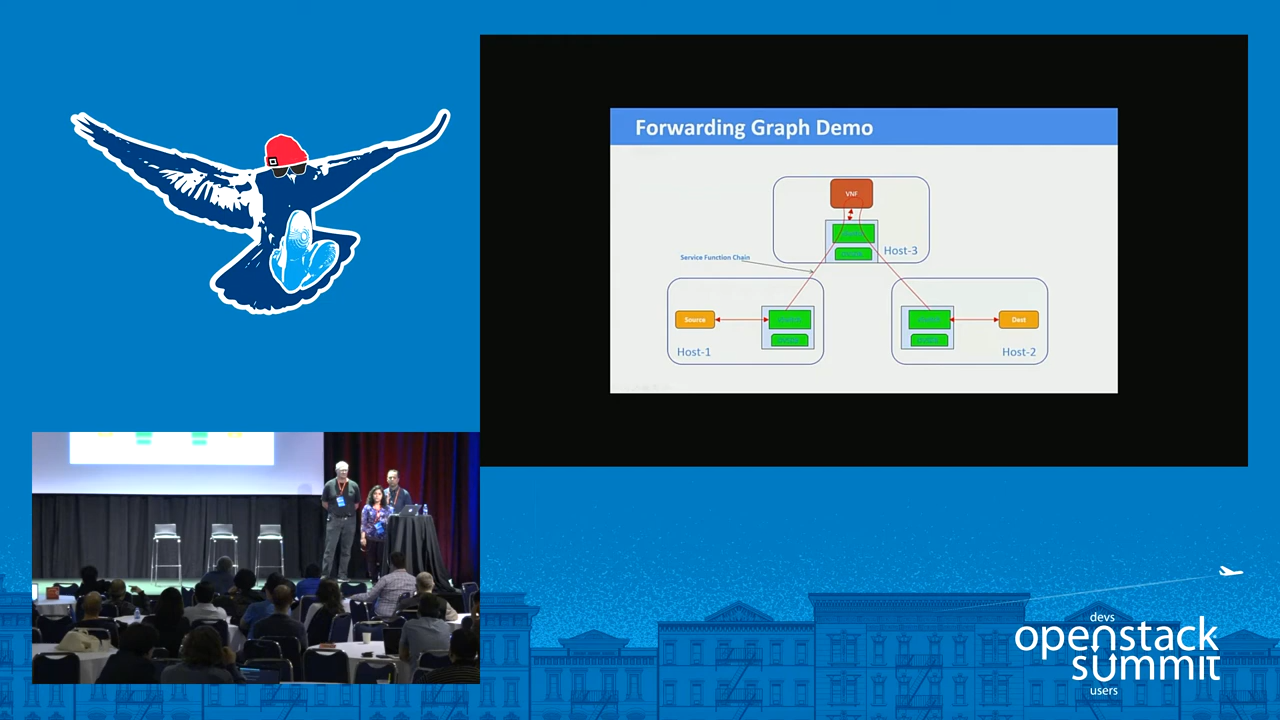 Forwarding Graph Demo
VNF
Host-3
Service Function Chain
Source
Dest
Host-1
Host-2
devs
openstack
summit
users